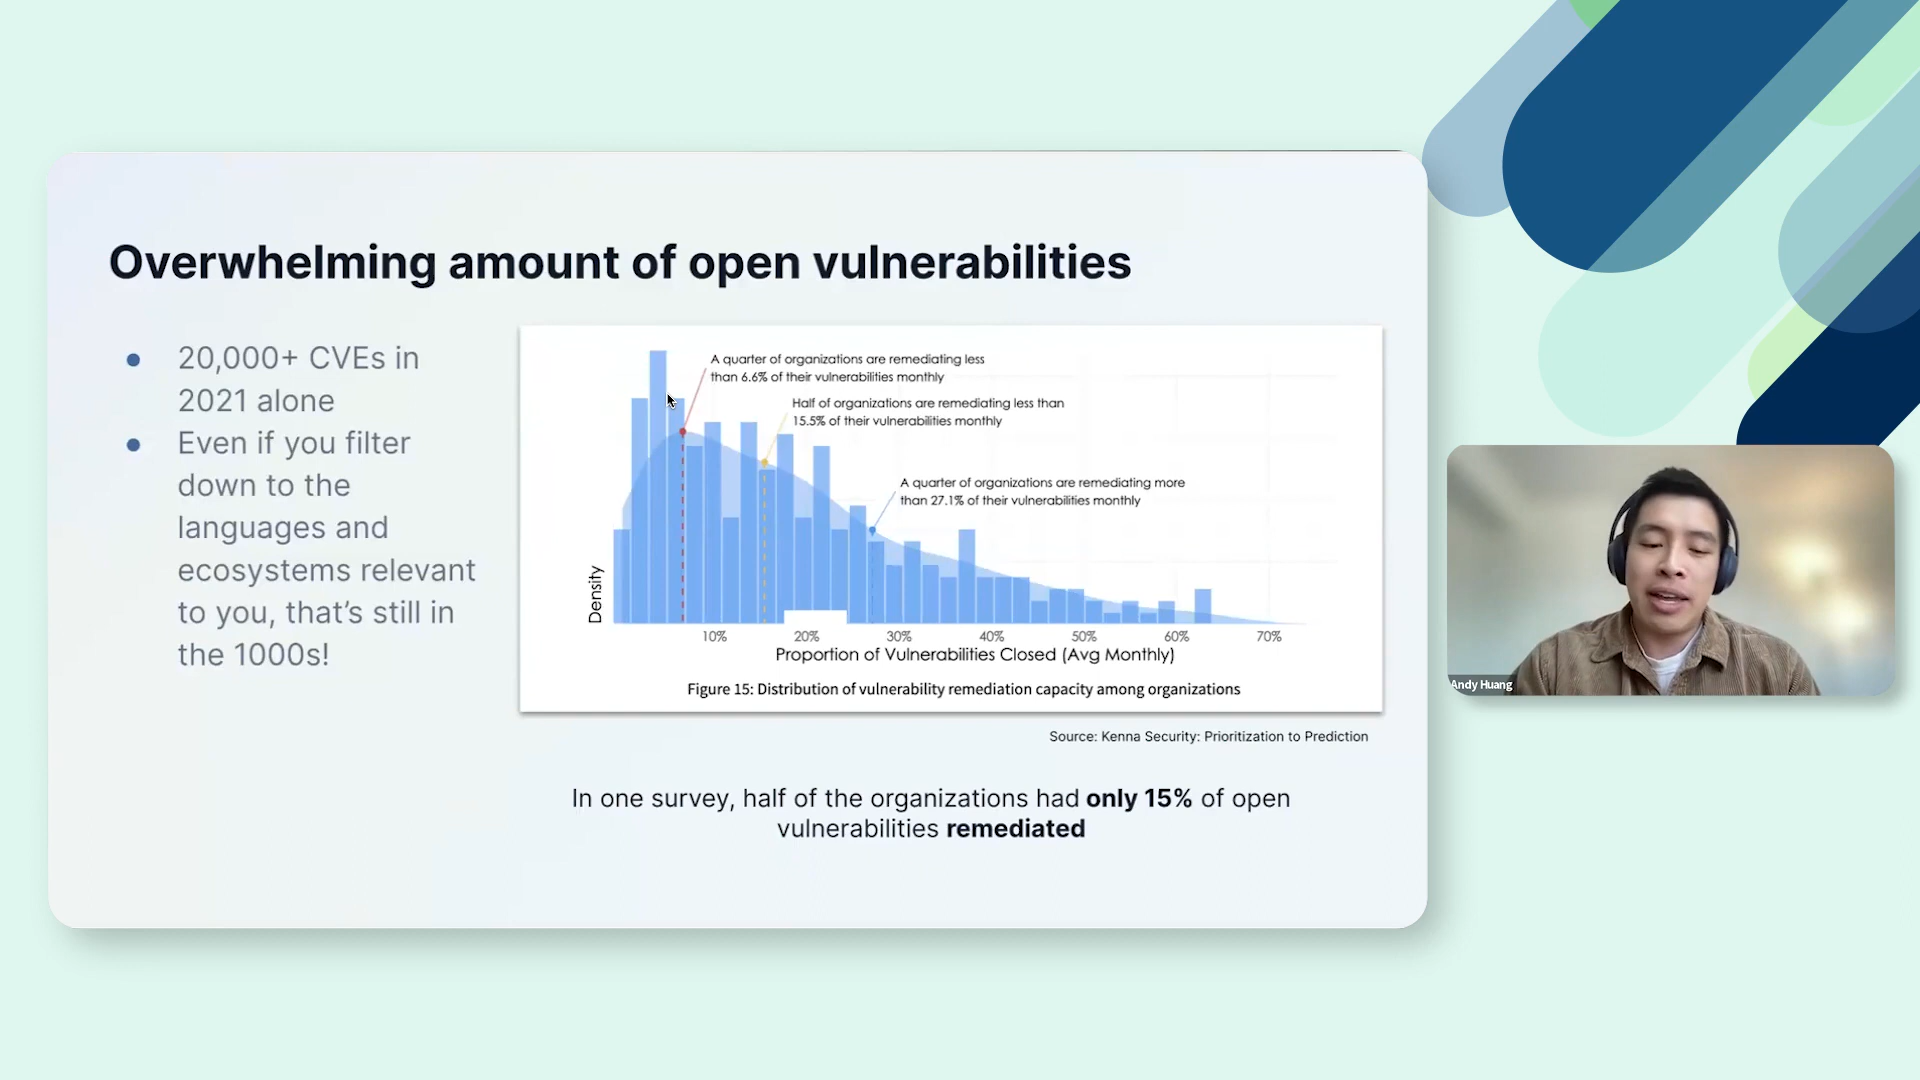 Overwhelming amount of open vulnerabilities
● 20,000+ CVEs in
2021 alone
● Even if you filter
down to the
languages and
ecosystems relevant
to you, that’s still in
the 1000s!
A quarter of organizations are remediating less
than 6.6% of their vulnerabilities monthly
Half of organizations are remediating less than
15.5% of their vulnerabilities monthly
A quarter of organizations are remediating more
than 27.1% of their vulnerabilities monthly
Density
10% 20% 30% 40% 50% 60% 70%
Proportion of Vulnerabilities Closed (Avg Monthly)
Figure 15: Distribution of vulnerability remediation capacity among organizations
Source: Kenna Security: Prioritization to Prediction
In one survey, half of the organizations had only 15% of open
vulnerabilities remediated
Andy Huang